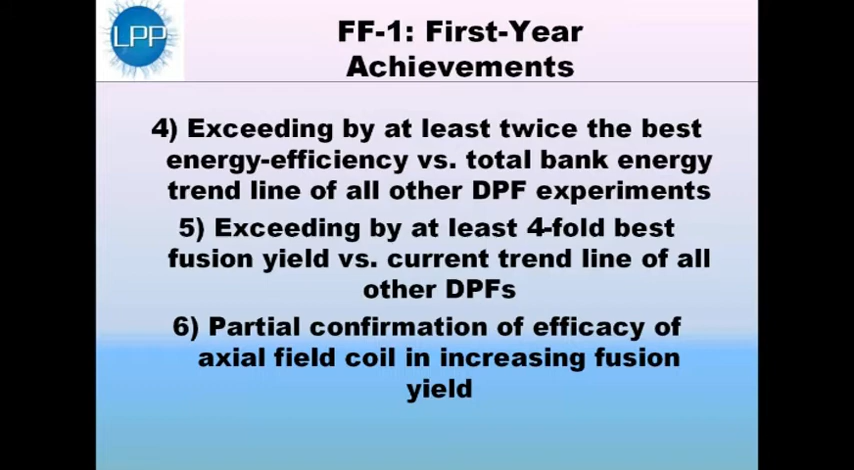 LPP
FF-1: First-Year
Achievements
4) Exceeding by at least twice the best
energy-efficiency vs. total bank energy
trend line of all other DPF experiments
5) Exceeding by at least 4-fold best
fusion yield vs. current trend line of all
other DPFs
6) Partial confirmation of efficacy of
axial field coil in increasing fusion
yield